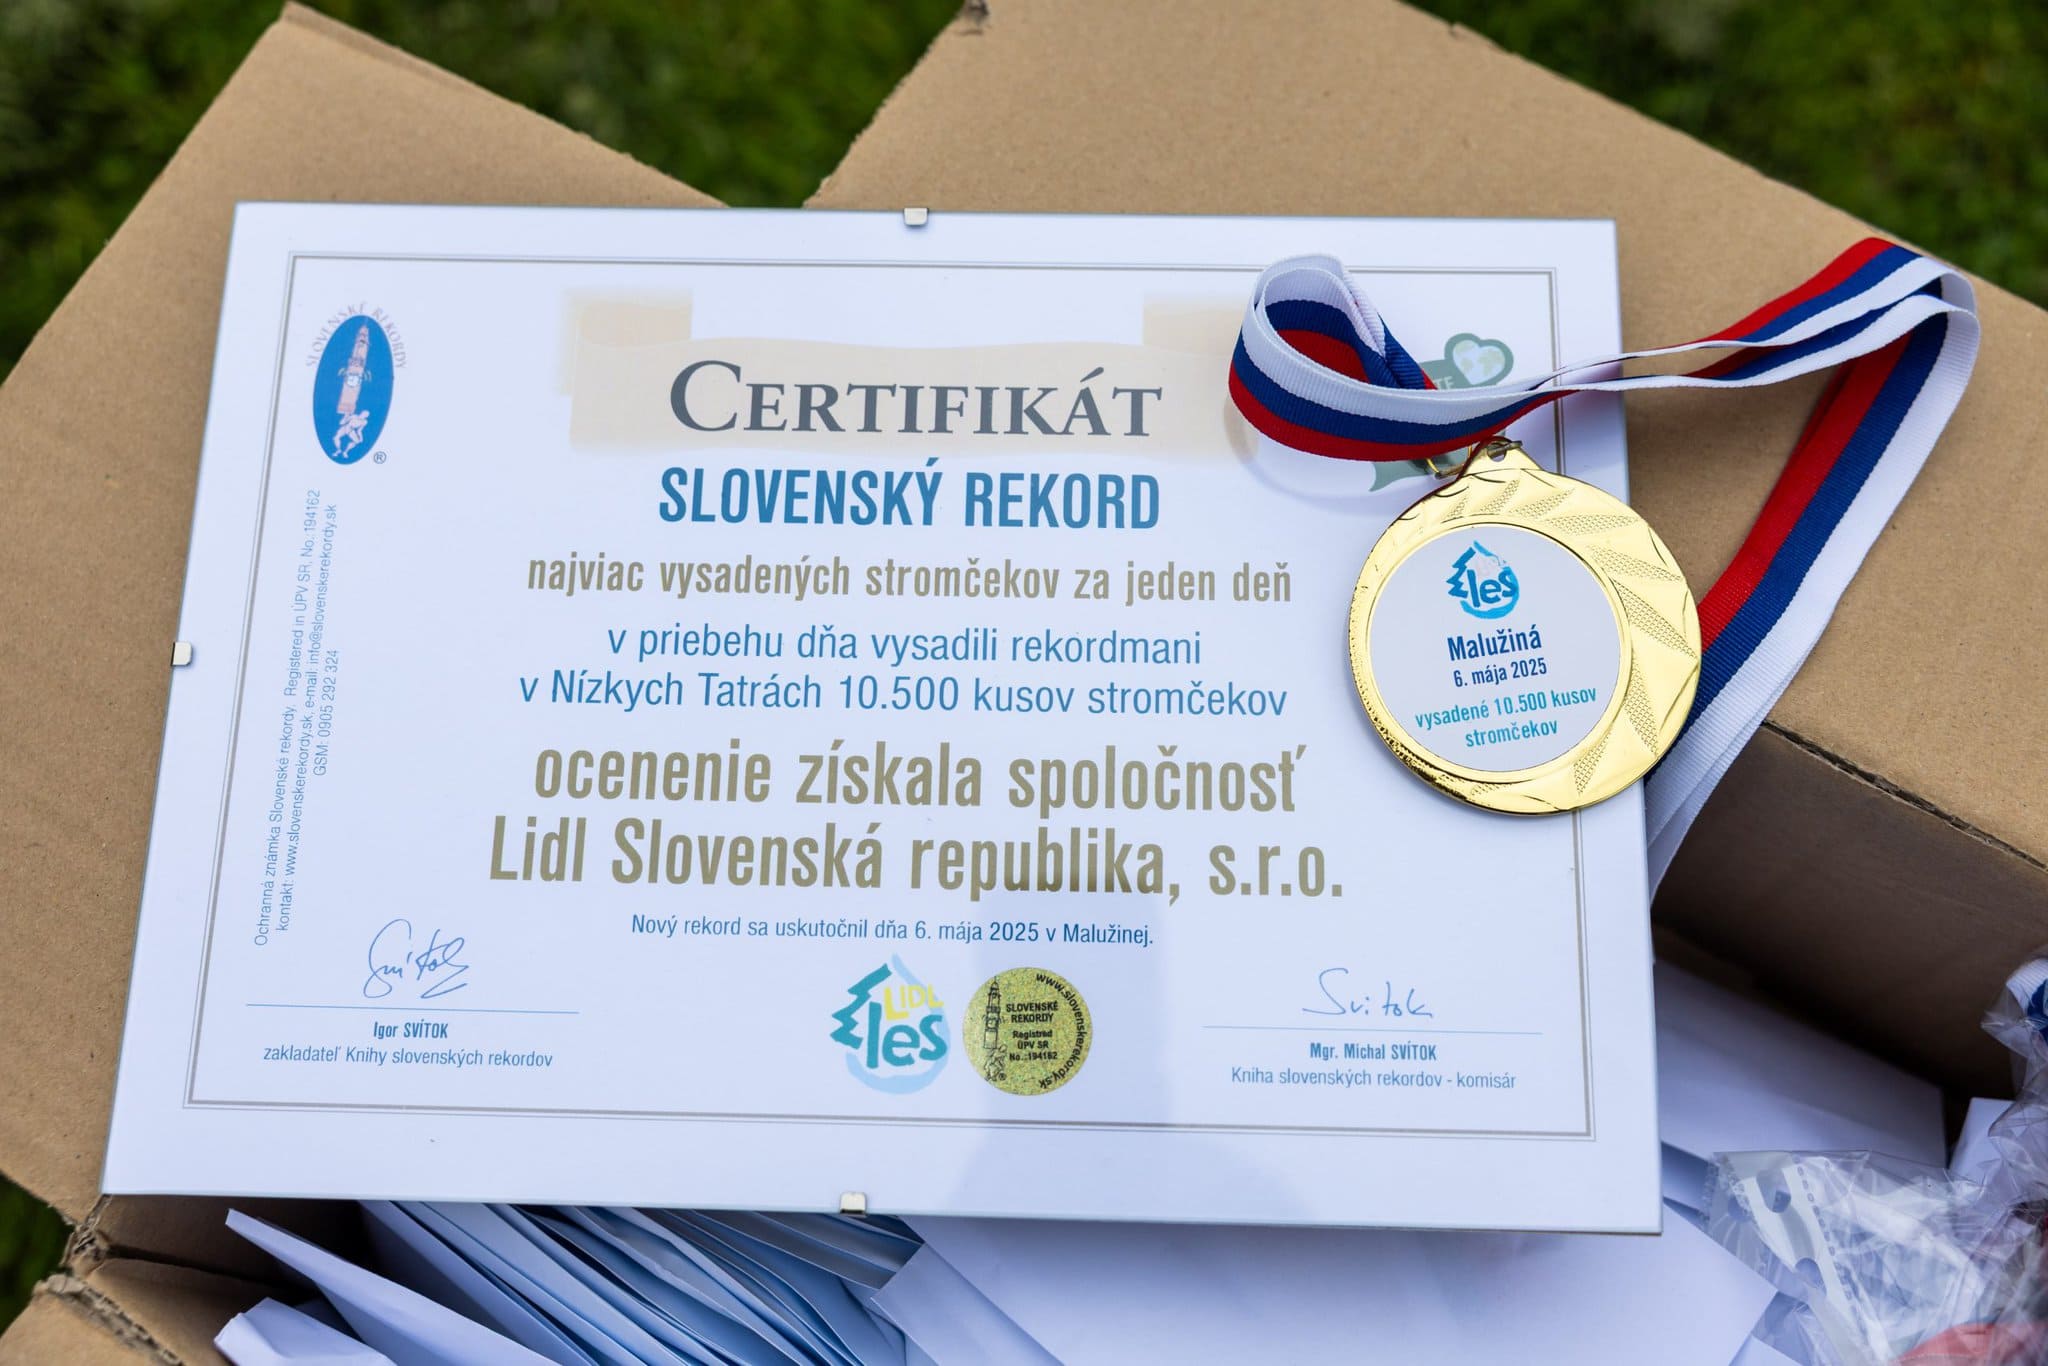 SLOVENSKÉ REKORDY
®
CERTIFIKÁT
SLOVENSKÝ REKORD
najviac vysadených stromčekov za jeden deň
v priebehu dňa vysadili rekordmani
v Nízkych Tatrách 10.500 kusov stromčekov
ocenenie získala spoločnosť
Lidl Slovenská republika, s.r.o.
Nový rekord sa uskutočnil dňa 6. mája 2025 v Malužinej.
Ochranná známka Slovenské rekordy, Registered in ÚPV SR, No.:194162
kontakt: www.slovenskerekordy.sk, e-mail: info@slovenskerekordy.sk
GSM: 0905 292 324
Svítok
Igor SVÍTOK
zakladateľ Knihy slovenských rekordov
LIDL
les
www.slovenskerekordy.sk
SLOVENSKÉ
REKORDY
Registred
ÚPV SR
No.:194162
Svitok
Mgr. Michal SVÍTOK
Kniha slovenských rekordov - komisár
les
Malužiná
6. mája 2025
vysadené 10.500 kusov
stromčekov